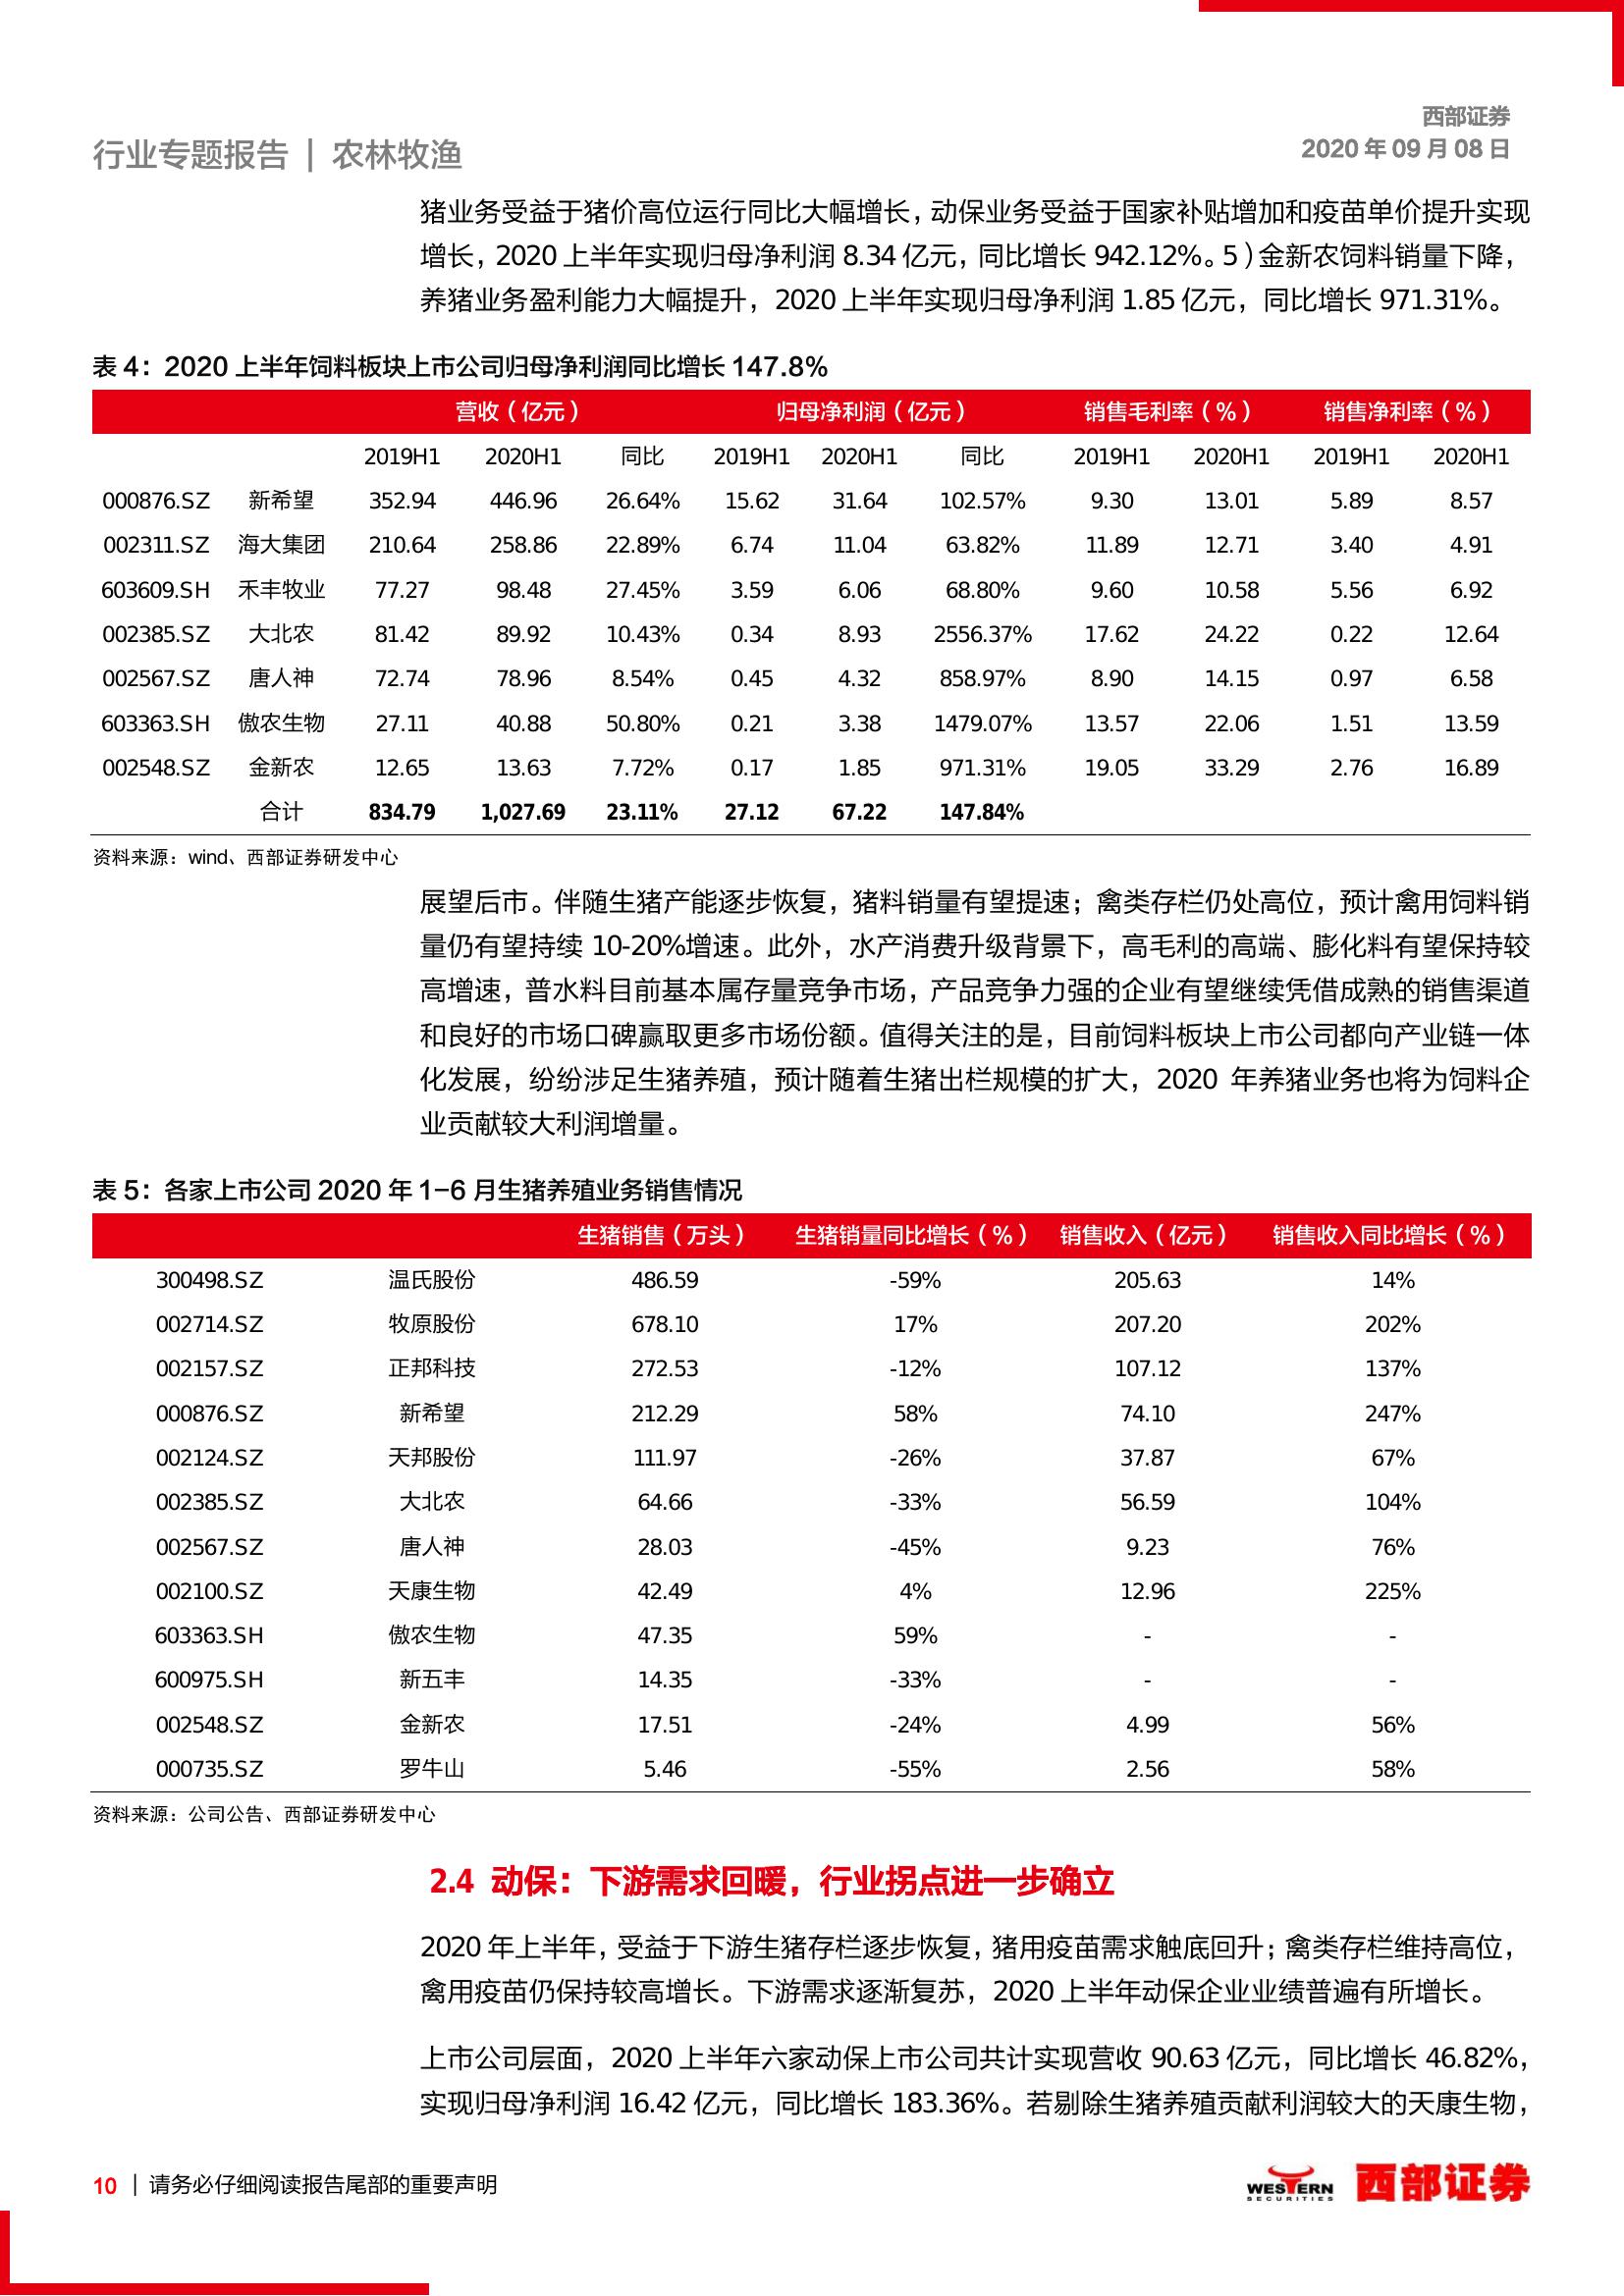 西部证券
行业专题报告 | 农林牧渔
2020 年 09 月 08 日
猪业务受益于猪价高位运行同比大幅增长，动保业务受益于国家补贴增加和疫苗单价提升实现
增长，2020 上半年实现归母净利润 8.34 亿元，同比增长 942.12%。5）金新农饲料销量下降，
养猪业务盈利能力大幅提升，2020 上半年实现归母净利润 1.85 亿元，同比增长 971.31%。
表 4：2020 上半年饲料板块上市公司归母净利润同比增长 147.8%
营收（亿元） 归母净利润（亿元） 销售毛利率（%） 销售净利率（%）
2019H1 2020H1 同比 2019H1 2020H1 同比 2019H1 2020H1 2019H1 2020H1
000876.SZ 新希望 352.94 446.96 26.64% 15.62 31.64 102.57% 9.30 13.01 5.89 8.57
002311.SZ 海大集团 210.64 258.86 22.89% 6.74 11.04 63.82% 11.89 12.71 3.40 4.91
603609.SH 禾丰牧业 77.27 98.48 27.45% 3.59 6.06 68.80% 9.60 10.58 5.56 6.92
002385.SZ 大北农 81.42 89.92 10.43% 0.34 8.93 2556.37% 17.62 24.22 0.22 12.64
002567.SZ 唐人神 72.74 78.96 8.54% 0.45 4.32 858.97% 8.90 14.15 0.97 6.58
603363.SH 傲农生物 27.11 40.88 50.80% 0.21 3.38 1479.07% 13.57 22.06 1.51 13.59
002548.SZ 金新农 12.65 13.63 7.72% 0.17 1.85 971.31% 19.05 33.29 2.76 16.89
合计 834.79 1,027.69 23.11% 27.12 67.22 147.84%
资料来源：wind、西部证券研发中心
展望后市。伴随生猪产能逐步恢复，猪料销量有望提速；禽类存栏仍处高位，预计禽用饲料销
量仍有望持续 10-20%增速。此外，水产消费升级背景下，高毛利的高端、膨化料有望保持较
高增速，普水料目前基本属存量竞争市场，产品竞争力强的企业有望继续凭借成熟的销售渠道
和良好的市场口碑赢取更多市场份额。值得关注的是，目前饲料板块上市公司都向产业链一体
化发展，纷纷涉足生猪养殖，预计随着生猪出栏规模的扩大，2020 年养猪业务也将为饲料企
业贡献较大利润增量。
表 5：各家上市公司 2020 年 1-6 月生猪养殖业务销售情况
生猪销售（万头） 生猪销量同比增长（%） 销售收入（亿元） 销售收入同比增长（%）
300498.SZ 温氏股份 486.59 -59% 205.63 14%
002714.SZ 牧原股份 678.10 17% 207.20 202%
002157.SZ 正邦科技 272.53 -12% 107.12 137%
000876.SZ 新希望 212.29 58% 74.10 247%
002124.SZ 天邦股份 111.97 -26% 37.87 67%
002385.SZ 大北农 64.66 -33% 56.59 104%
002567.SZ 唐人神 28.03 -45% 9.23 76%
002100.SZ 天康生物 42.49 4% 12.96 225%
603363.SH 傲农生物 47.35 59% - -
600975.SH 新五丰 14.35 -33% - -
002548.SZ 金新农 17.51 -24% 4.99 56%
000735.SZ 罗牛山 5.46 -55% 2.56 58%
资料来源：公司公告、西部证券研发中心
2.4 动保：下游需求回暖，行业拐点进一步确立
2020 年上半年，受益于下游生猪存栏逐步恢复，猪用疫苗需求触底回升；禽类存栏维持高位，
禽用疫苗仍保持较高增长。下游需求逐渐复苏，2020 上半年动保企业业绩普遍有所增长。
上市公司层面，2020 上半年六家动保上市公司共计实现营收 90.63 亿元，同比增长 46.82%，
实现归母净利润 16.42 亿元，同比增长 183.36%。若剔除生猪养殖贡献利润较大的天康生物，
10 | 请务必仔细阅读报告尾部的重要声明
WESTERN
SECURITIES
西部证券